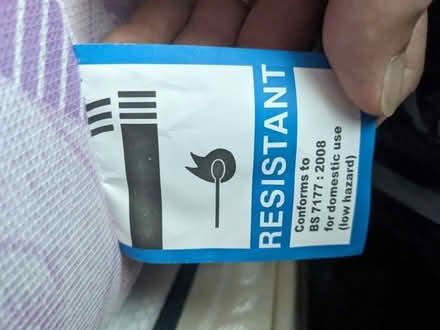 RESISTANT
Conforms to
BS 7177 : 2008
for domestic use
(low hazard)